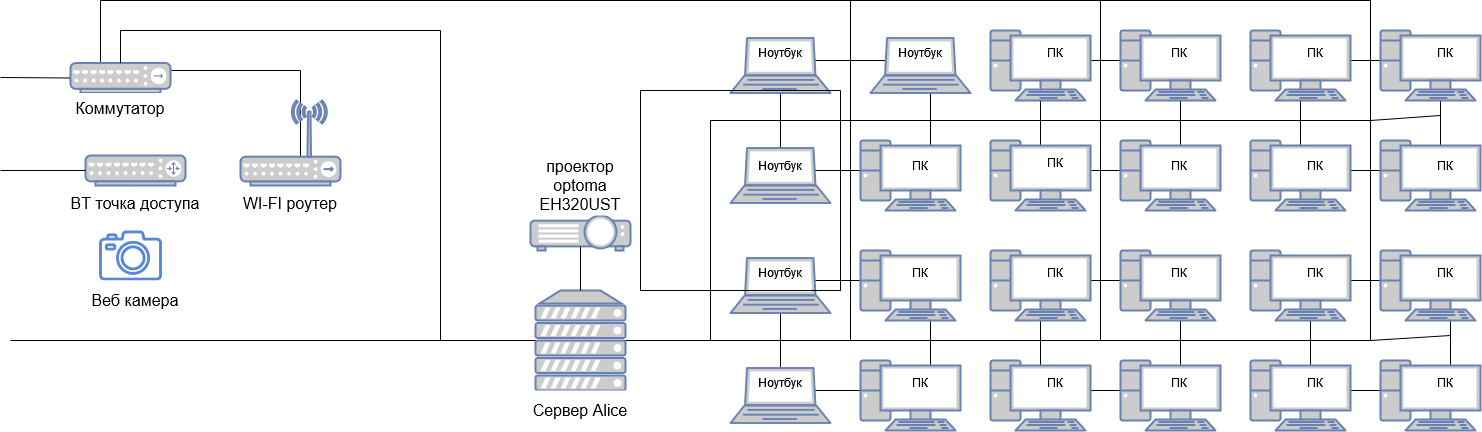 Коммутатор
BT точка доступа
WI-FI роутер
Веб камера
проектор
optoma
EH320UST
Сервер Alice
Ноутбук
Ноутбук
ПК
ПК
ПК
ПК
Ноутбук
ПК
ПК
ПК
ПК
ПК
Ноутбук
ПК
ПК
ПК
ПК
ПК
Ноутбук
ПК
ПК
ПК
ПК
ПК